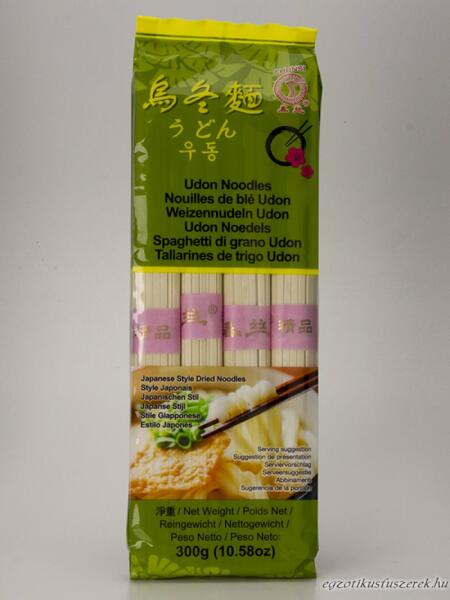 CHUNSI
烏冬麵
うどん
우동
Udon Noodles
Nouilles de blé Udon
Weizennudeln Udon
Udon Noedels
Spaghetti di grano Udon
Tallarines de trigo Udon
精品
丝®
丝
精品
Japanese Style Dried Noodles
Style Japonais
Japanischen Stil
Japanse Stijl
Stile Giapponese
Estilo Japonés
Serving suggestion
Suggestion de présentation
Serviervorschlag
Serveersuggestie
Abbinamenti
Sugerencia de la porción
淨重 / Net Weight / Poids Net /
Reingewicht / Nettogewicht /
Peso Netto / Peso Neto:
300g (10.58oz)
egzotikusfuszerek.hu